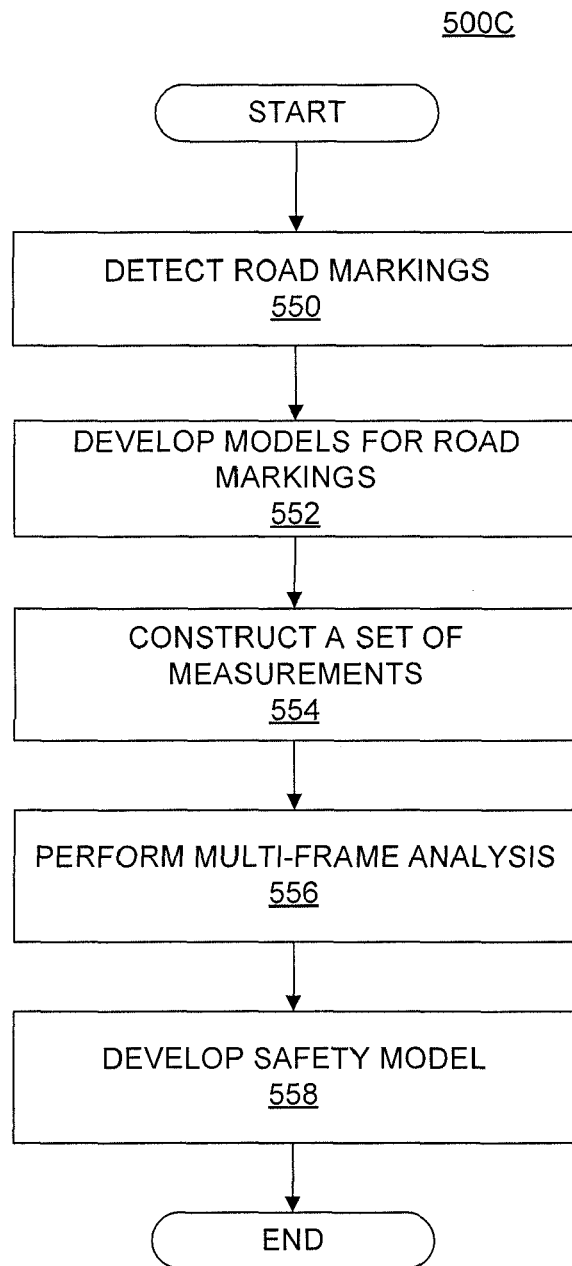 500C
START
DETECT ROAD MARKINGS
550
DEVELOP MODELS FOR ROAD
MARKINGS
552
CONSTRUCT A SET OF
MEASUREMENTS
554
PERFORM MULTI-FRAME ANALYSIS
556
DEVELOP SAFETY MODEL
558
END